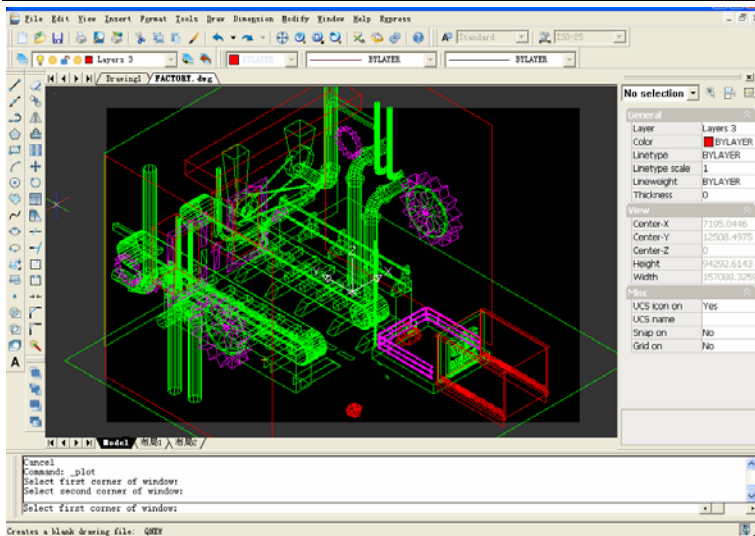 File Edit View Insert Format Tools Draw Dimension Modify Window Help Express
Standard ISO-25
Layers 3 BYLAYER BYLAYER BYLAYER
Drawing1 FACTORY.dwg
No selection
General
Layer Layers 3
Color BYLAYER
Linetype BYLAYER
Linetype scale 1
Lineweight BYLAYER
Thickness 0
View
Center-X 7195.0446
Center-Y 12508.4975
Center-Z 0
Height 94292.6143
Width 157088.3259
Misc
UCS icon on Yes
UCS name
Snap on No
Grid on No
Model 布局1 布局2
Cancel
Command: _plot
Select first corner of window:
Select second corner of window:
Select first corner of window:
Creates a blank drawing file: QNEW